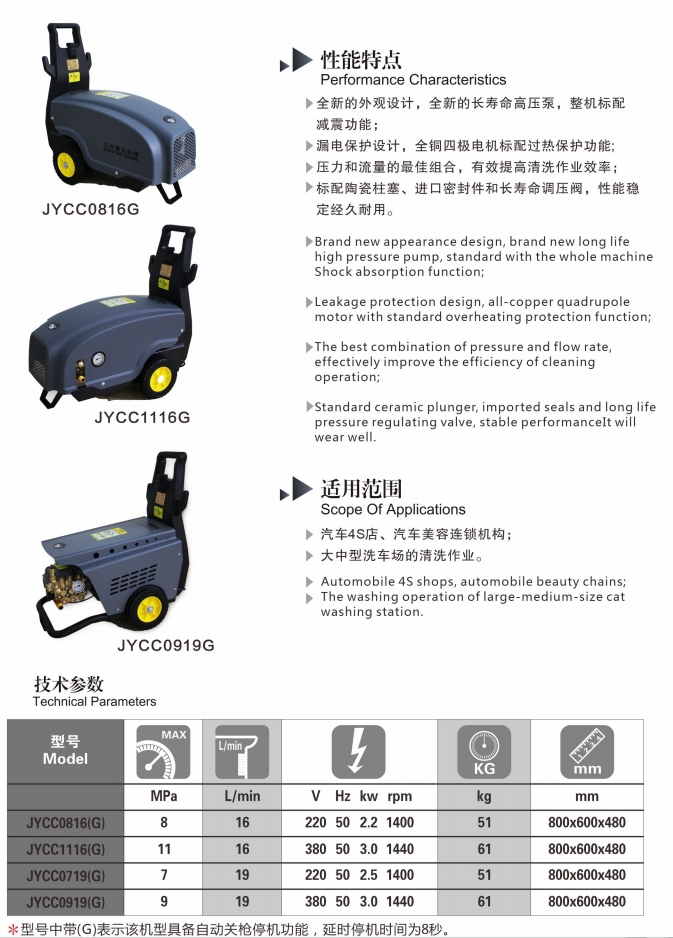 性能特点
Performance Characteristics
全新的外观设计，全新的长寿命高压泵，整机标配
减震功能；
漏电保护设计，全铜四极电机标配过热保护功能；
压力和流量的最佳组合，有效提高清洗作业效率；
标配陶瓷柱塞、进口密封件和长寿命调压阀，性能稳
定经久耐用。
JYCC0816G
Brand new appearance design, brand new long life
high pressure pump, standard with the whole machine
Shock absorption function;
Leakage protection design, all-copper quadrupole
motor with standard overheating protection function;
The best combination of pressure and flow rate,
effectively improve the efficiency of cleaning
operation;
Standard ceramic plunger, imported seals and long life
pressure regulating valve, stable performanceIt will
wear well.
JYCC1116G
适用范围
Scope Of Applications
汽车4S店、汽车美容连锁机构；
大中型洗车场的清洗作业。
Automobile 4S shops, automobile beauty chains;
The washing operation of large-medium-size cat
washing station.
JYCC0919G
技术参数
Technical Parameters
型号 Model MAX L/min KG 1 2 3 4 mm
MPa L/min V Hz kw rpm kg mm
JYCC0816(G) 8 16 220 50 2.2 1400 51 800x600x480
JYCC1116(G) 11 16 380 50 3.0 1440 61 800x600x480
JYCC0719(G) 7 19 220 50 2.5 1400 51 800x600x480
JYCC0919(G) 9 19 380 50 3.0 1440 61 800x600x480
*型号中带(G)表示该机型具备自动关枪停机功能，延时停机时间为8秒。